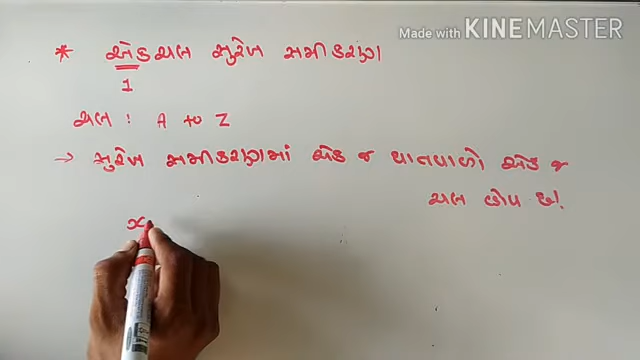 Made with KINEMASTER
* એકચલ સુરેખ સમીકરણ
1
ચલ : A to Z
→ સુરેખ સમીકરણમાં એક જ ઘાતવાળો એક જ
ચલ હોય છે.
x